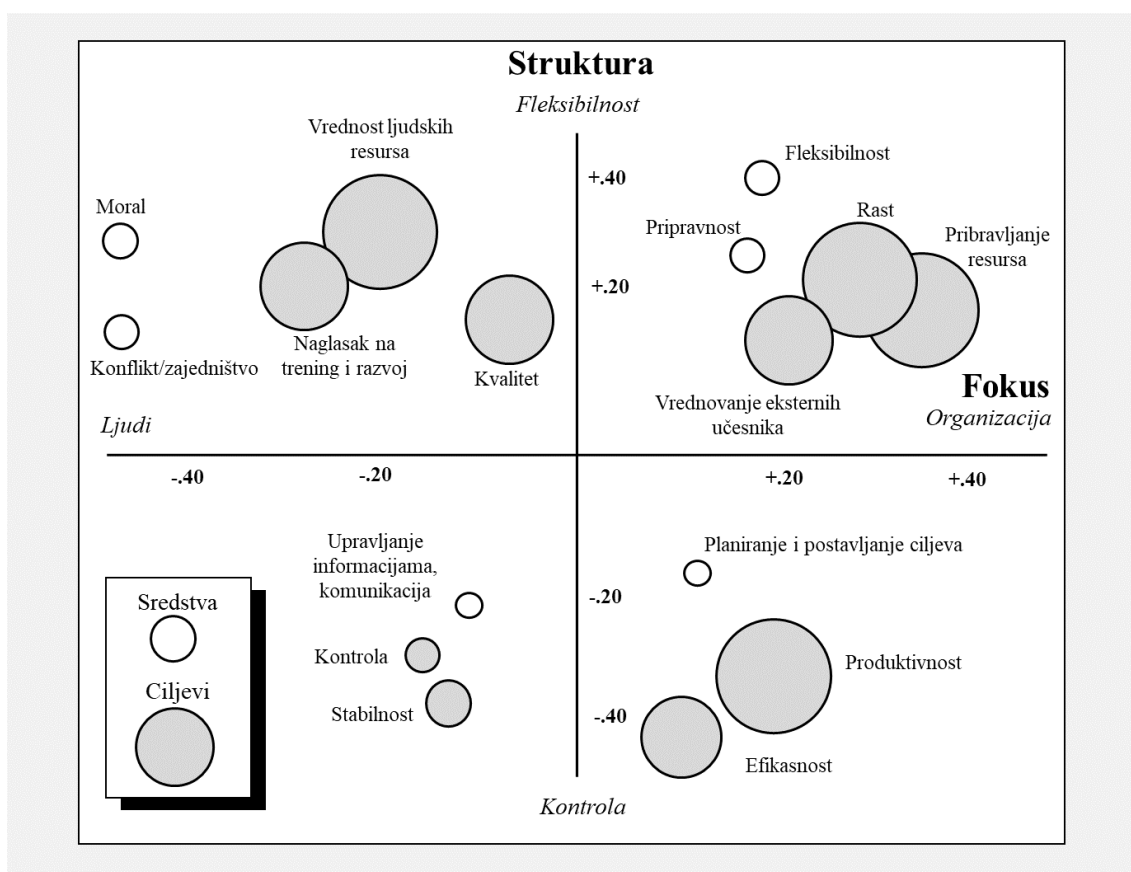 Struktura
Fleksibilnost
Vrednost ljudskih
resursa
Fleksibilnost
+.40
Moral
Rast
Pripravnost
Pribravljanje
resursa
+.20
Naglasak na
trening i razvoj
Konflikt/zajedništvo
Kvalitet
Fokus
Vrednovanje eksternih
učesnika
Organizacija
Ljudi
-.40
-.20
+.20
+.40
Upravljanje
informacijama,
komunikacija
Planiranje i postavljanje ciljeva
-.20
Sredstva
Kontrola
Produktivnost
Ciljevi
Stabilnost
-.40
Efikasnost
Kontrola